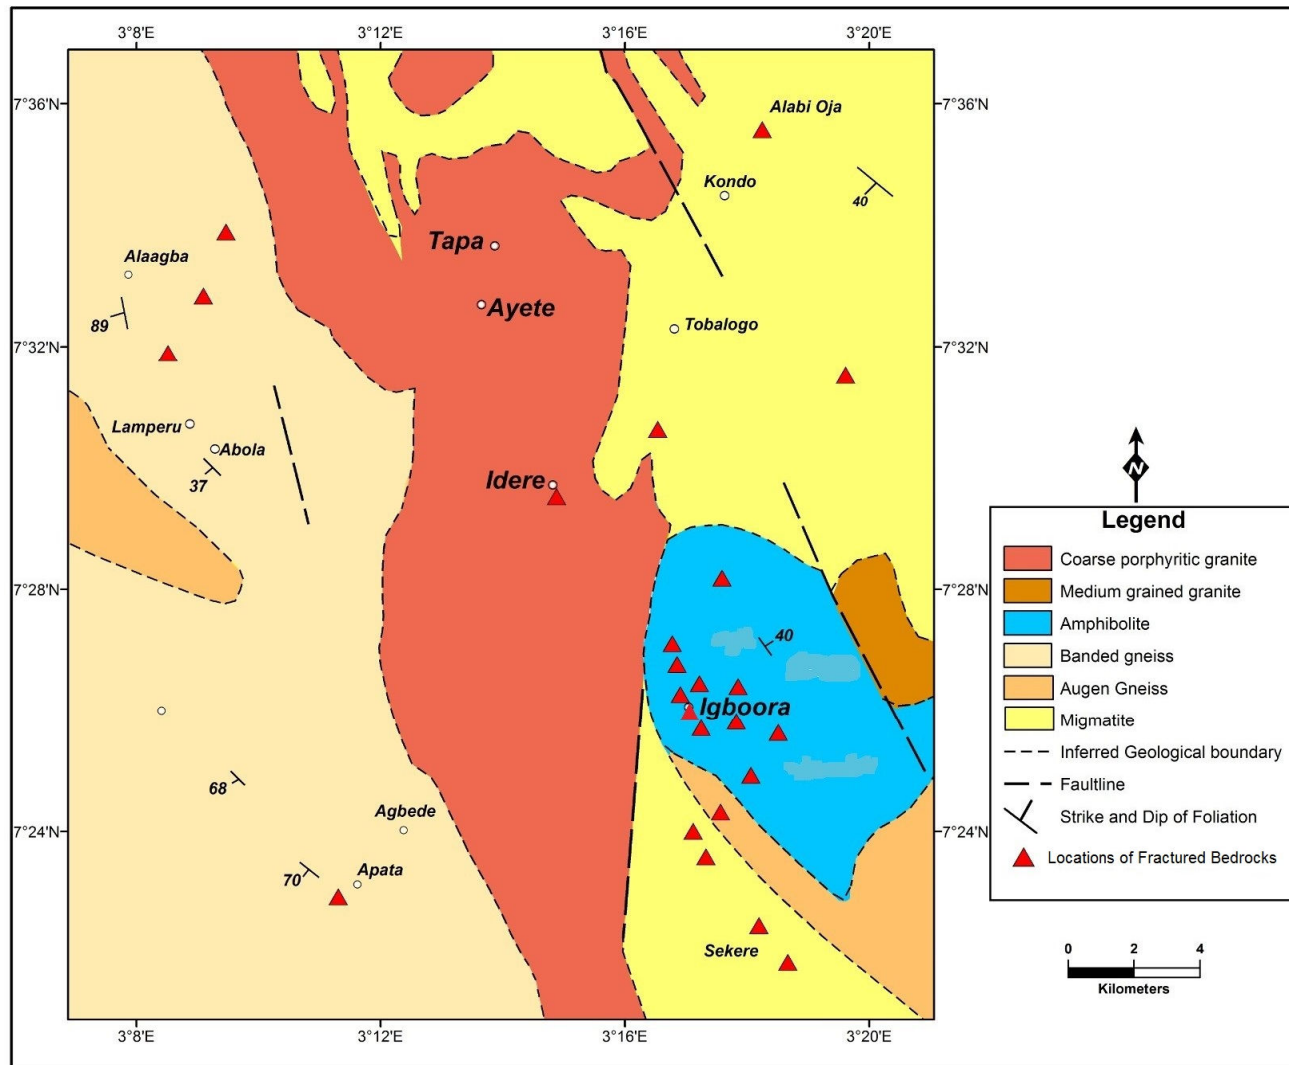 3°8'E 3°12'E 3°16'E 3°20'E
7°36'N 7°36'N
Alabi Oja
Kondo
40
Tapa
Alaagba
Ayete
89
Tobalogo
7°32'N 7°32'N
Lamperu
Abola
37
Idere
N
Legend
Coarse porphyritic granite
Medium grained granite
Amphibolite
Banded gneiss
Augen Gneiss
Migmatite
Inferred Geological boundary
Faultline
Strike and Dip of Foliation
Locations of Fractured Bedrocks
7°28'N 7°28'N
40
Igboora
68
Agbede
7°24'N 7°24'N
70
Apata
Sekere
0 2 4
Kilometers
3°8'E 3°12'E 3°16'E 3°20'E